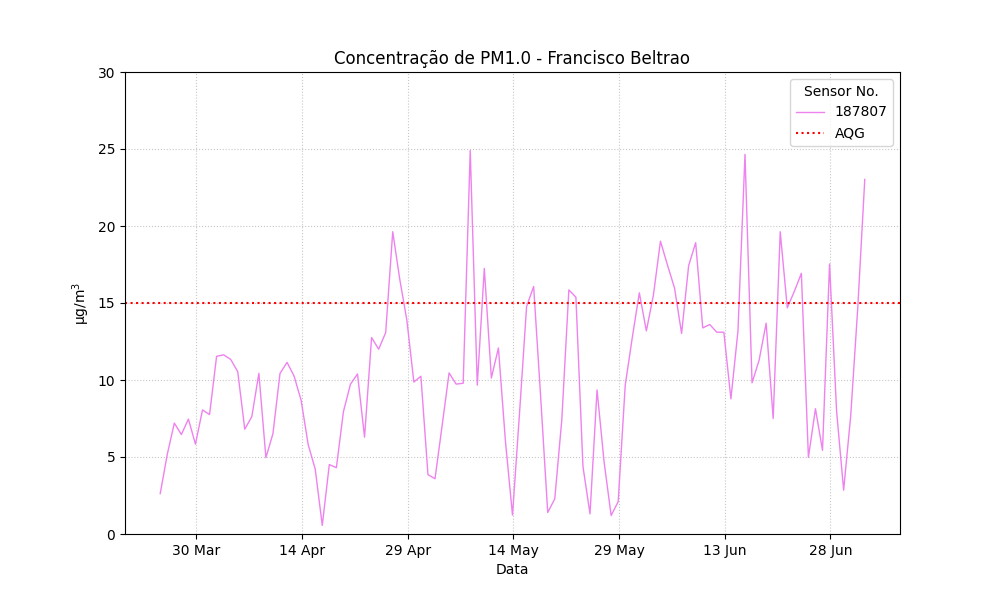 Concentração de PM1.0 - Francisco Beltrao
30
25
20
15
10
5
0
µg/m³
Sensor No.
187807
AQG
30 Mar
14 Apr
29 Apr
14 May
29 May
13 Jun
28 Jun
Data